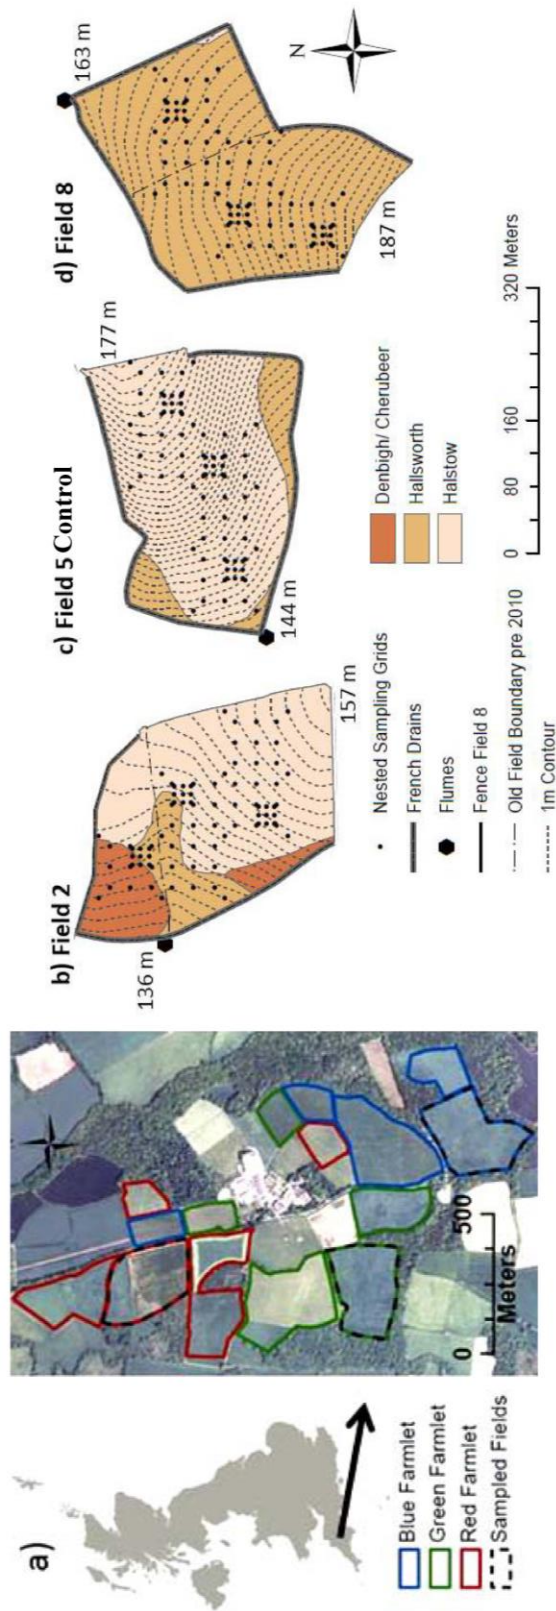 a)
Blue Farmlet
Green Farmlet
Red Farmlet
Sampled Fields
0
500
Meters
b) Field 2
136 m
157 m
c) Field 5 Control
177 m
144 m
d) Field 8
163 m
187 m
N
Nested Sampling Grids
French Drains
Flumes
Fence Field 8
Old Field Boundary pre 2010
1m Contour
Denbigh/ Cherubeer
Hallsworth
Halstow
0 80 160 320 Meters